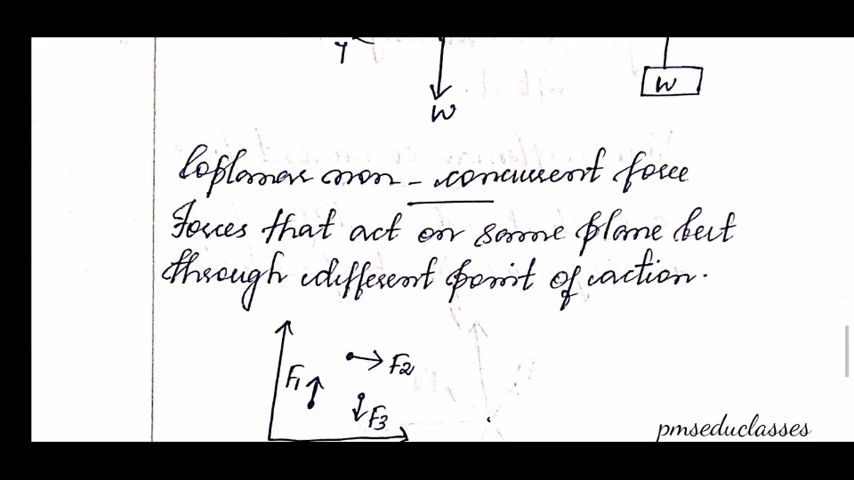 T
W
W
Coplanar non-concurrent force
Forces that act on same plane but
through different point of action.
F1
F2
F3
pmseduclasses